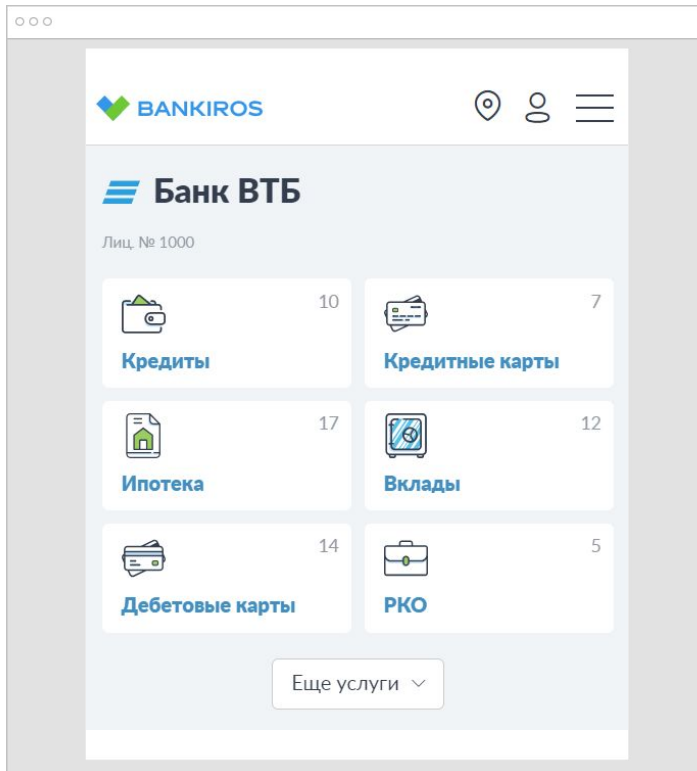 BANKIROS
Банк ВТБ
Лиц. № 1000
10
Кредиты
7
Кредитные карты
17
Ипотека
12
Вклады
14
Дебетовые карты
5
РКО
Еще услуги